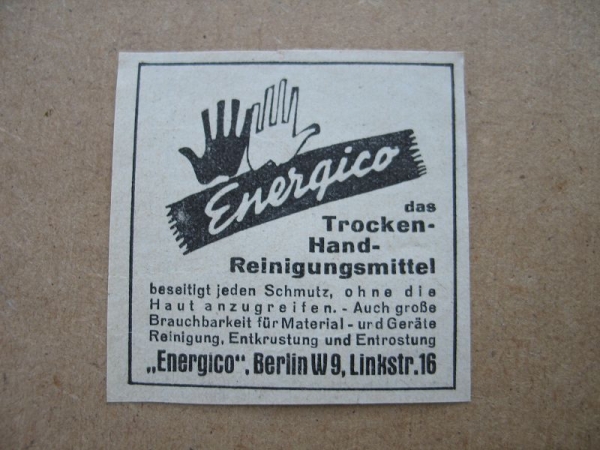 Energico
das
Trocken-
Hand-
Reinigungsmittel
beseitigt jeden Schmutz, ohne die
Haut anzugreifen. - Auch große
Brauchbarkeit für Material - und Geräte
Reinigung, Entkrustung und Entrostung
„Energico“, Berlin W 9, Linkstr. 16